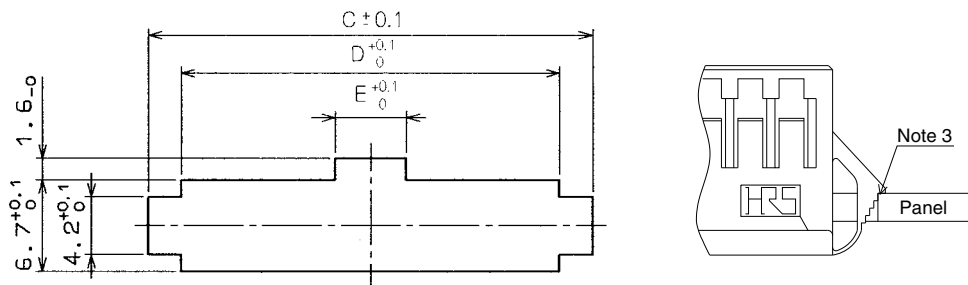 C ± 0.1
D +0.1 0
E +0.1 0
1.6 -0
6.7 +0.1 0
4.2 +0.1 0
HRS
Note 3
Panel